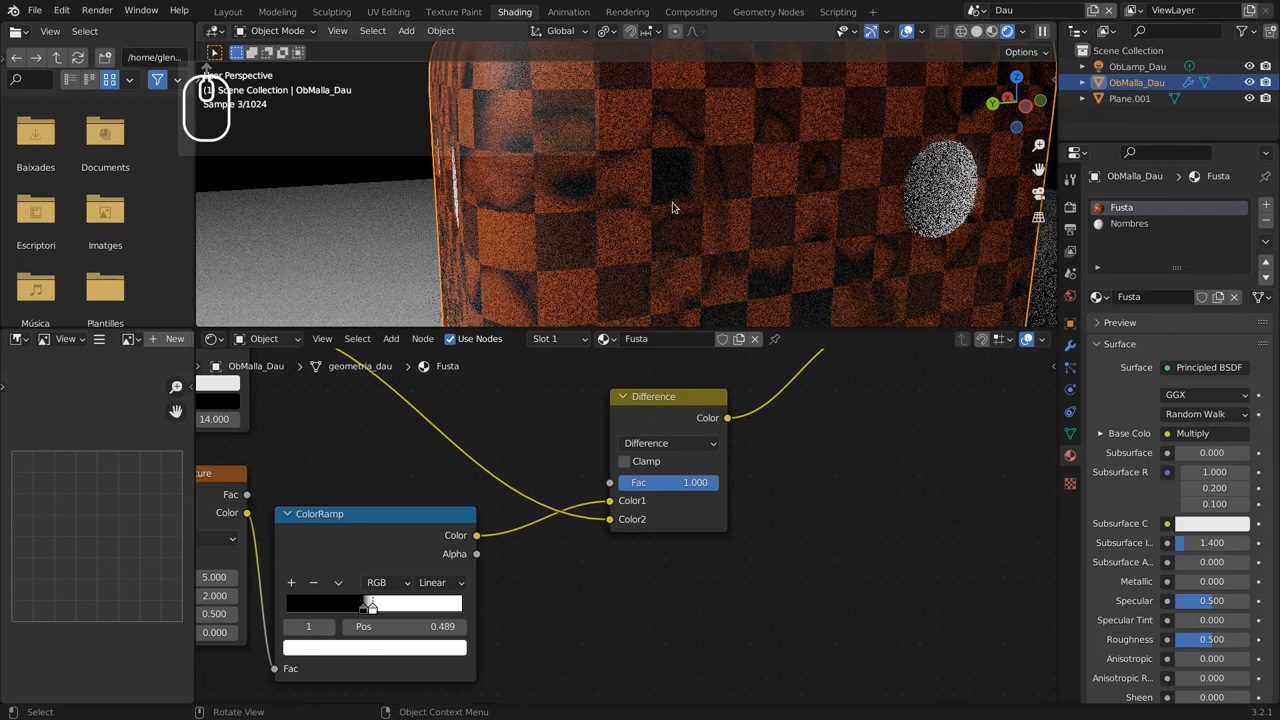 File Edit Render Window Help
Layout Modeling Sculpting UV Editing Texture Paint Shading Animation Rendering Compositing Geometry Nodes Scripting
Dau ViewLayer
View Select
Object Mode View Select Add Object Global
/home/glen...
Options
User Perspective
(1) Scene Collection | ObMalla_Dau
Sample 3/1024
Z
Y
X
Baixades Documents
Escriptori Imatges
Música Plantilles
Scene Collection
ObLamp_Dau
ObMalla_Dau
Plane.001
ObMalla_Dau Fusta
Fusta
Nombres
Fusta
Preview
Surface
Surface Principled BSDF
GGX
Random Walk
Base Colo Multiply
Subsurface 0.000
Subsurface R 1.000
0.200
0.100
Subsurface C
Subsurface I... 1.400
Subsurface A... 0.000
Metallic 0.000
Specular 0.500
Specular Tint 0.000
Roughness 0.500
Anisotropic 0.000
Anisotropic R... 0.000
Sheen 0.000
View New
Object View Select Add Node Use Nodes Slot 1 Fusta
ObMalla_Dau geometria_dau Fusta
14.000
ture
Fac
Color
5.000
2.000
0.500
0.000
ColorRamp
Color
Alpha
RGB Linear
1 Pos 0.489
Fac
Difference
Color
Difference
Clamp
Fac 1.000
Color1
Color2
Select Rotate View Object Context Menu 3.2.1